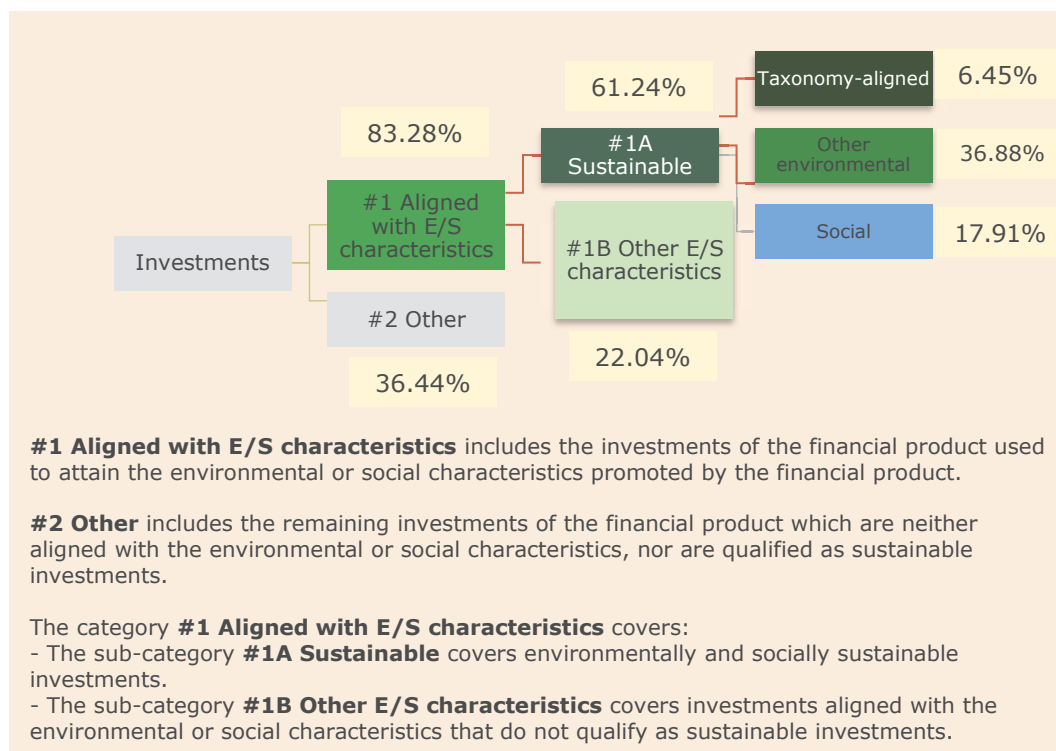 61.24%
Taxonomy-aligned
6.45%
83.28%
#1A
Sustainable
Other
environmental
36.88%
#1 Aligned
with E/S
characteristics
#1B Other E/S
characteristics
Social
17.91%
Investments
#2 Other
36.44%
22.04%
#1 Aligned with E/S characteristics includes the investments of the financial product used
to attain the environmental or social characteristics promoted by the financial product.
#2 Other includes the remaining investments of the financial product which are neither
aligned with the environmental or social characteristics, nor are qualified as sustainable
investments.
The category #1 Aligned with E/S characteristics covers:
- The sub-category #1A Sustainable covers environmentally and socially sustainable
investments.
- The sub-category #1B Other E/S characteristics covers investments aligned with the
environmental or social characteristics that do not qualify as sustainable investments.